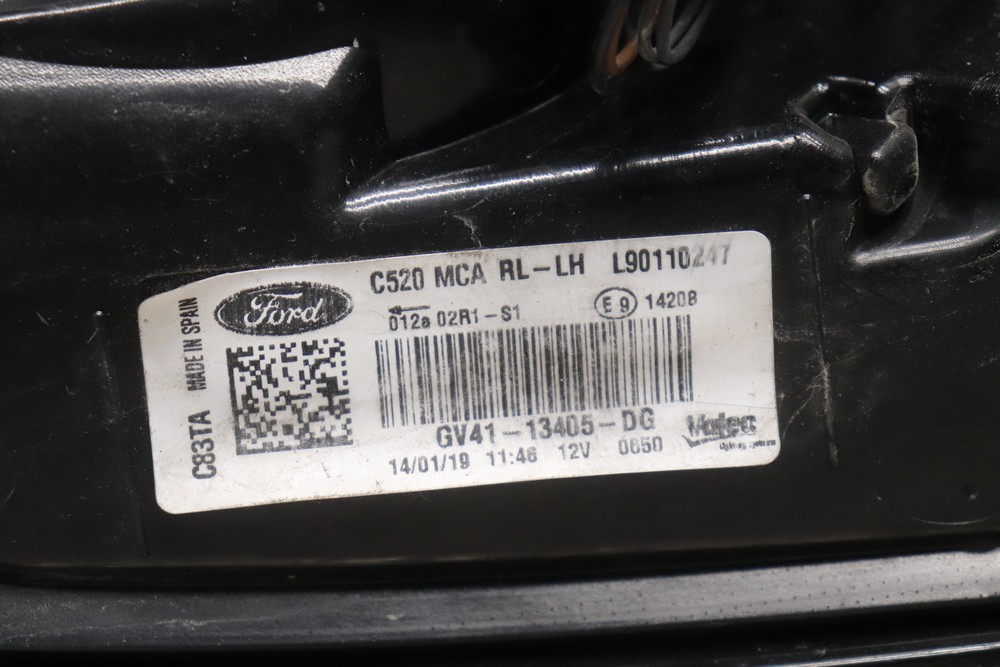 C520 MCA RL-LH L90110247
Ford
012a 02R1-S1
E9 14208
C83TA MADE IN SPAIN
GV41-13405-DG
Valeo
14/01/19 11:46 12V 0650